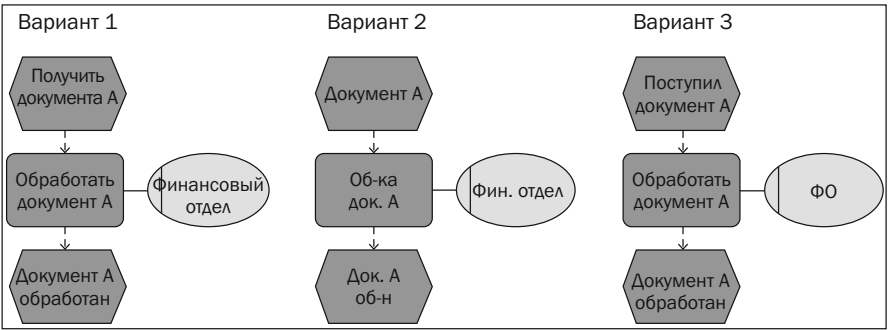 Вариант 1
Получить
документа А
Обработать
документ А
Финансовый
отдел
Документ А
обработан
Вариант 2
Документ А
Об-ка
док. А
Фин. отдел
Док. А
об-н
Вариант 3
Поступил
документ А
Обработать
документ А
ФО
Документ А
обработан